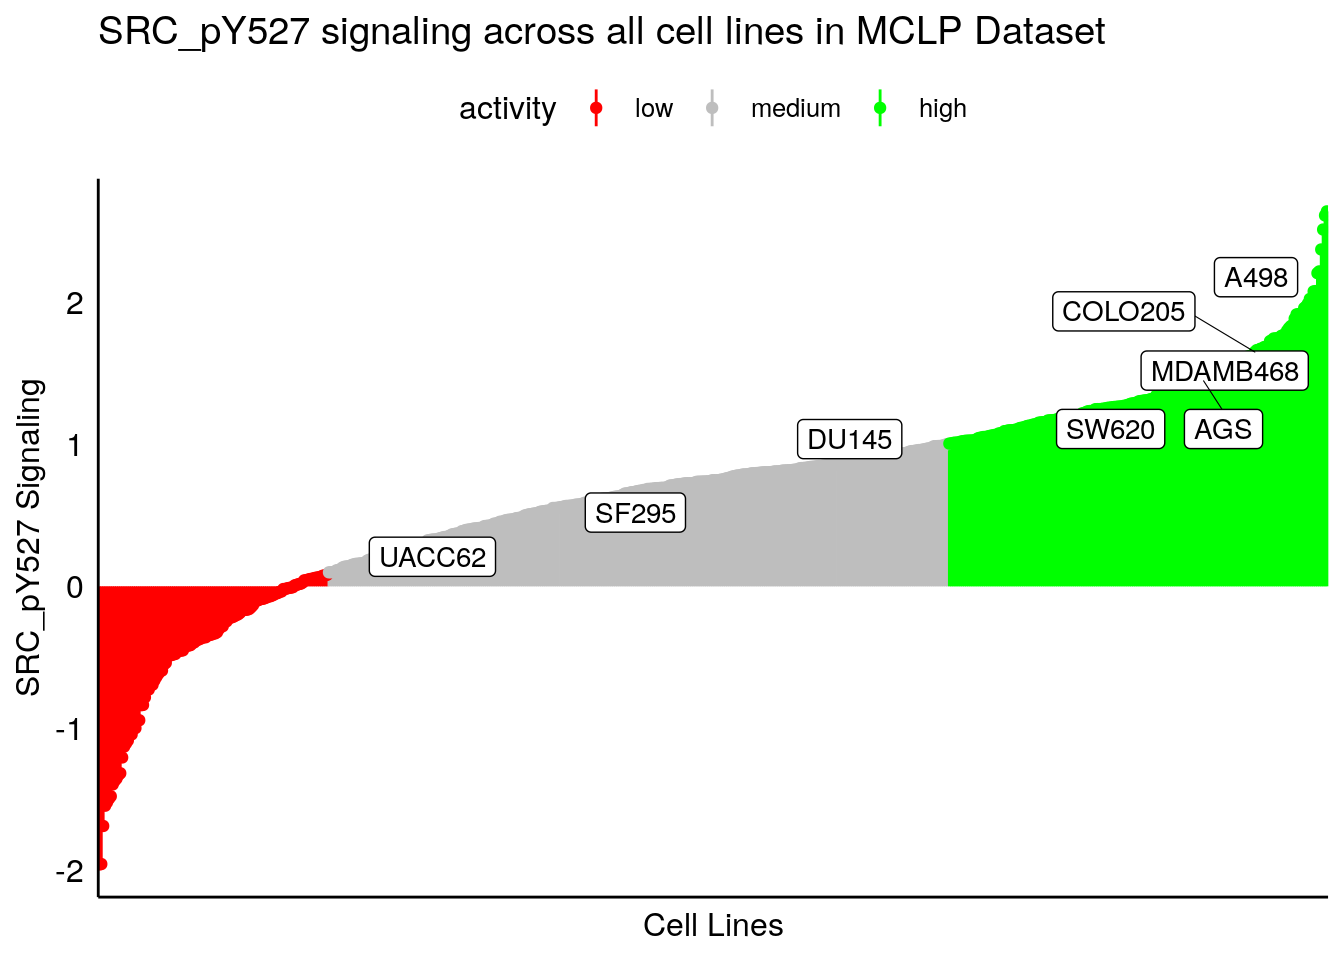 SRC_pY527 signaling across all cell lines in MCLP Dataset
activity low medium high
A498
2
COLO205
MDAMB468
SW620 AGS
DU145
1
SF295
UACC62
0
-1
-2
SRC_pY527 Signaling
Cell Lines